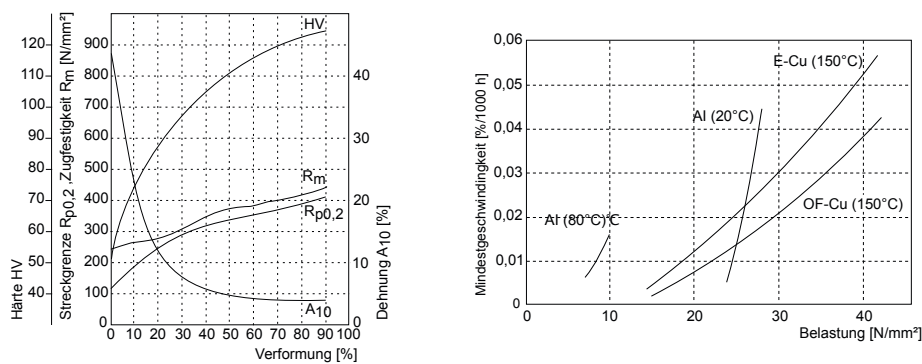 Härte HV
120
110
100
90
80
70
60
50
40
Streckgrenze Rp0,2 ,Zugfestigkeit Rm [N/mm²]
900
800
700
600
500
400
300
200
100
0
HV
Rm
Rp0,2
A10
40
30
20
10
0
Dehnung A10 [%]
0 10 20 30 40 50 60 70 80 90 100
Verformung [%]
Mindestgeschwindigkeit [%/1000 h]
0,06
0,05
0,04
0,03
0,02
0,01
0
E-Cu (150°C)
Al (20°C)
Al (80°C)℃
OF-Cu (150°C)
0 10 20 30 40
Belastung [N/mm²]